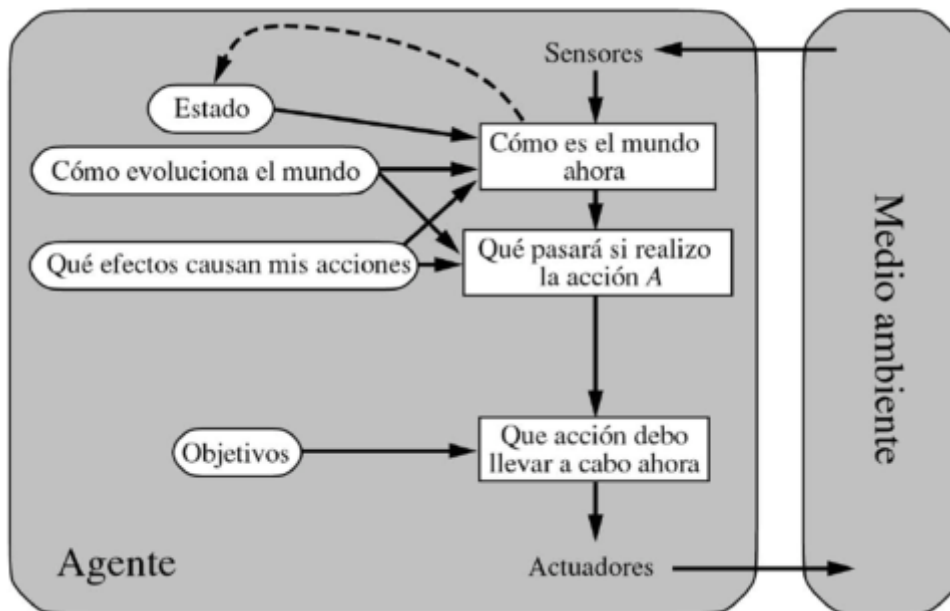 Sensores
Estado
Cómo es el mundo
ahora
Cómo evoluciona el mundo
Qué efectos causan mis acciones
Qué pasará si realizo
la acción A
Objetivos
Que acción debo
llevar a cabo ahora
Agente
Actuadores
Medio ambiente